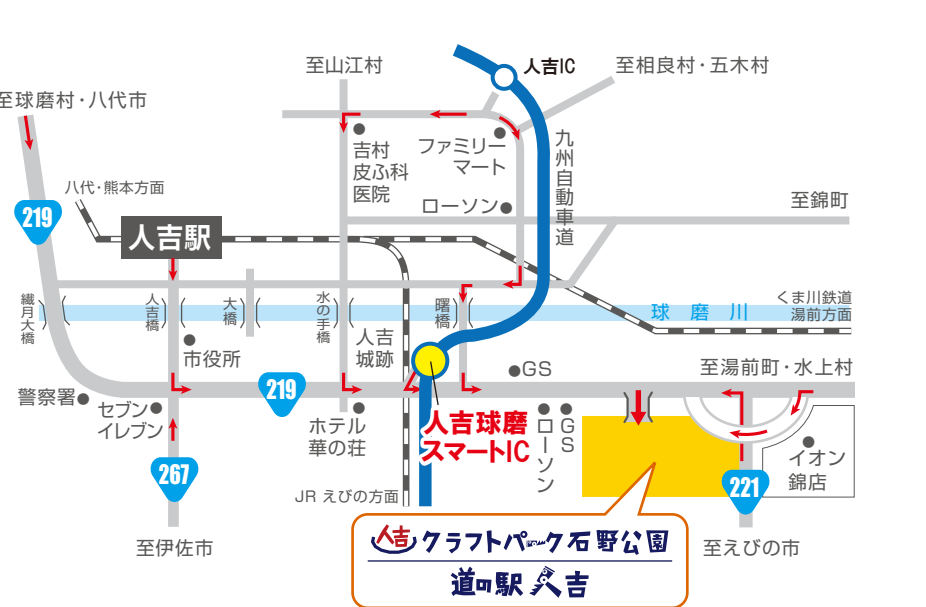 至山江村
人吉IC
至相良村・五木村
至球磨村・八代市
吉村
皮ふ科
医院
ファミリー
マート
九州自動車道
八代・熊本方面
219
人吉駅
ローソン
至錦町
繊月大橋
人吉橋
大橋
水の手橋
曙橋
球磨川
くま川鉄道
湯前方面
市役所
人吉
城跡
GS
至湯前町・水上村
警察署
セブン
イレブン
219
ホテル
華の荘
人吉球磨
スマートIC
ローソン
GS
イオン
錦店
267
221
JR えびの方面
至伊佐市
至えびの市
人吉クラフトパーク石野公園
道の駅 人吉